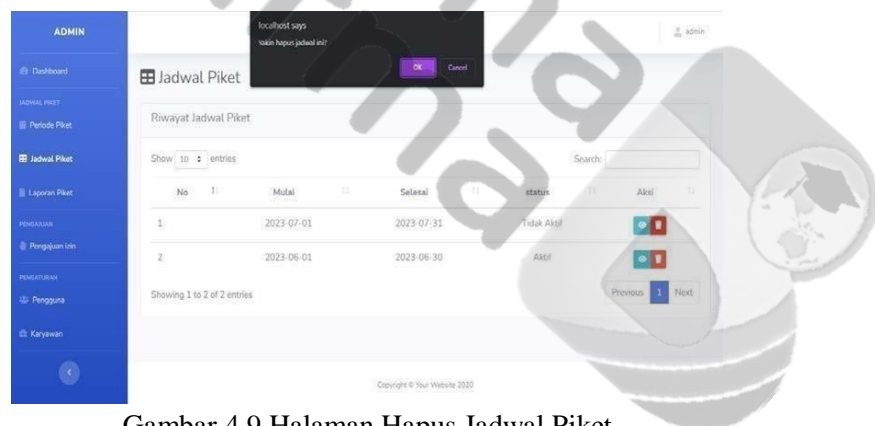 ADMIN
localhost says
Yakin hapus jadwal ini?
OK Cancel
admin
Dashboard
Jadwal Piket
JADWAL PIKET
Periode Piket
Riwayat Jadwal Piket
Jadwal Piket
Show 10 entries
Search:
Laporan Piket
No Mulai Selesai status Aksi
PENGAJUAN
1 2023-07-01 2023-07-31 Tidak Aktif
Pengajuan Izin
2 2023-06-01 2023-06-30 Aktif
PENGATURAN
Showing 1 to 2 of 2 entries
Previous 1 Next
Pengguna
Karyawan
Copyright © Your Website 2020
Gambar 4.9 Halaman Hapus Jadwal Piket